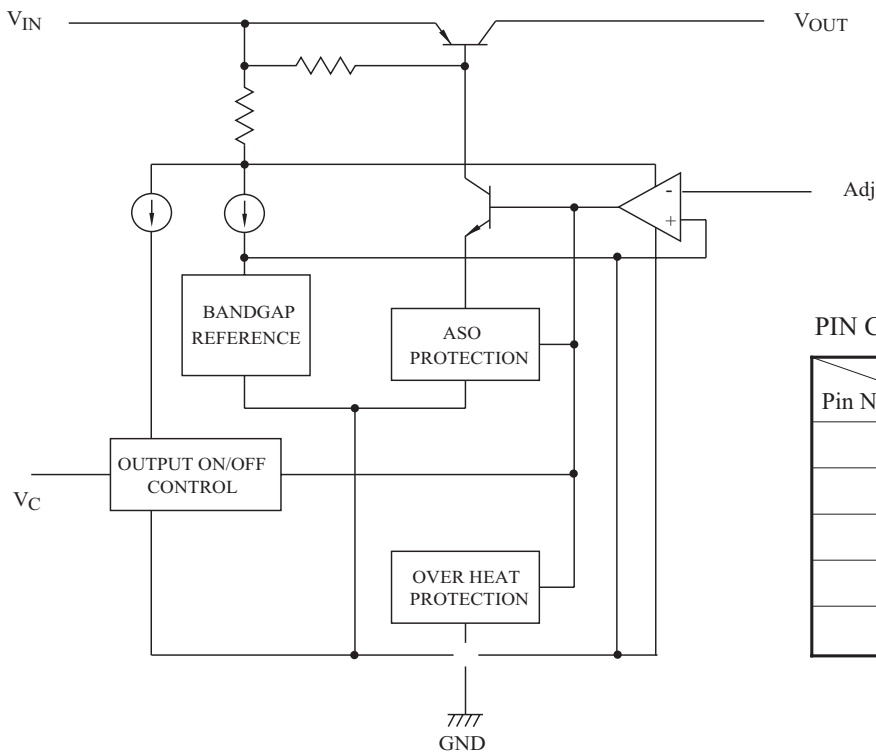 VIN
VOUT
Adj
-
+
BANDGAP
REFERENCE
ASO
PROTECTION
PIN C
Pin N
OUTPUT ON/OFF
CONTROL
VC
OVER HEAT
PROTECTION
GND